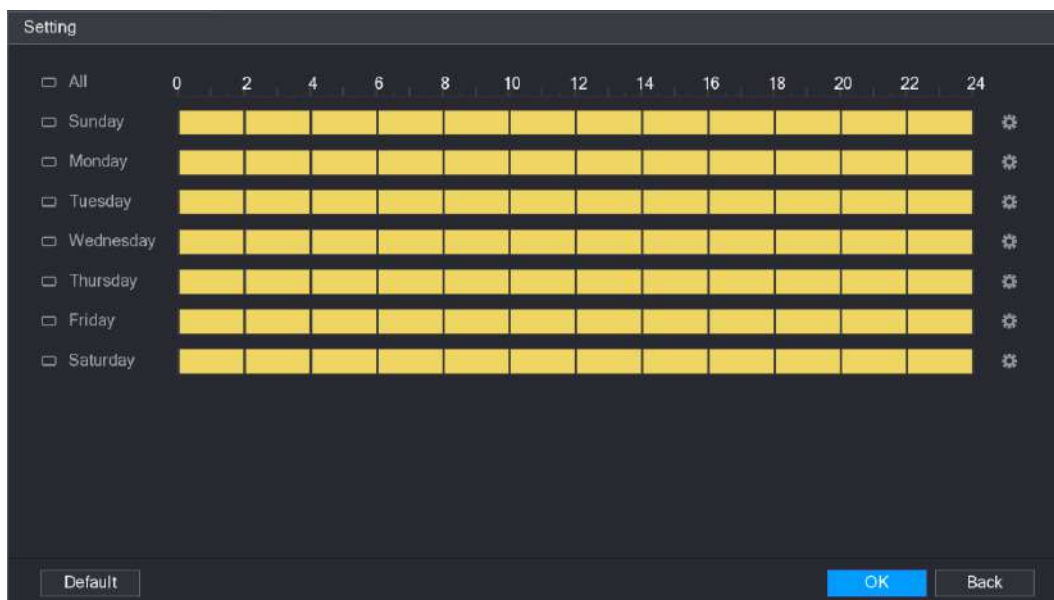 Setting
All 0 2 4 6 8 10 12 14 16 18 20 22 24
Sunday
Monday
Tuesday
Wednesday
Thursday
Friday
Saturday
Default OK Back